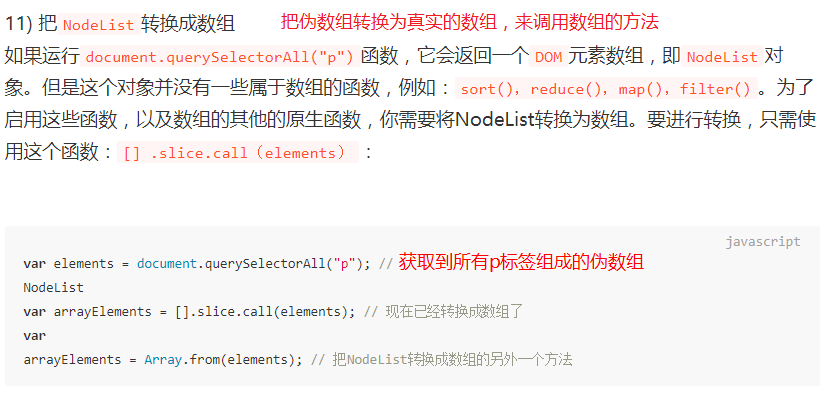 11) 把 NodeList 转换成数组 把伪数组转换为真实的数组，来调用数组的方法
如果运行 document.querySelectorAll("p") 函数，它会返回一个 DOM 元素数组，即 NodeList 对
象。但是这个对象并没有一些属于数组的函数，例如： sort(), reduce(), map(), filter() 。为了
启用这些函数，以及数组的其他的原生函数，你需要将NodeList转换为数组。要进行转换，只需使
用这个函数： [] .slice.call（elements） ：
javascript
var elements = document.querySelectorAll("p"); // 获取到所有p标签组成的伪数组
NodeList
var arrayElements = [].slice.call(elements); // 现在已经转换成数组了
var
arrayElements = Array.from(elements); // 把NodeList转换成数组的另外一个方法